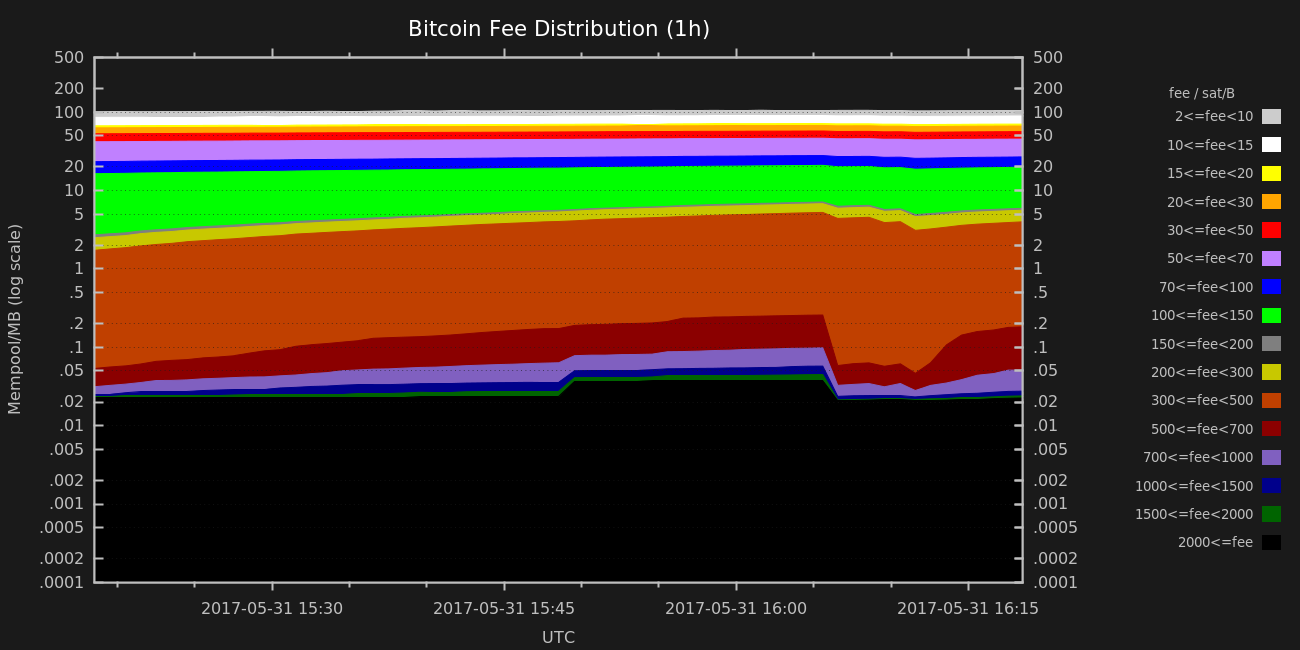 Bitcoin Fee Distribution (1h)
500
200
100
50
20
10
5
2
1
.5
.2
.1
.05
.02
.01
.005
.002
.001
.0005
.0002
.0001
Mempool/MB (log scale)
500
200
100
50
20
10
5
2
1
.5
.2
.1
.05
.02
.01
.005
.002
.001
.0005
.0002
.0001
2017-05-31 15:30
2017-05-31 15:45
2017-05-31 16:00
2017-05-31 16:15
UTC
fee / sat/B
2<=fee<10
10<=fee<15
15<=fee<20
20<=fee<30
30<=fee<50
50<=fee<70
70<=fee<100
100<=fee<150
150<=fee<200
200<=fee<300
300<=fee<500
500<=fee<700
700<=fee<1000
1000<=fee<1500
1500<=fee<2000
2000<=fee